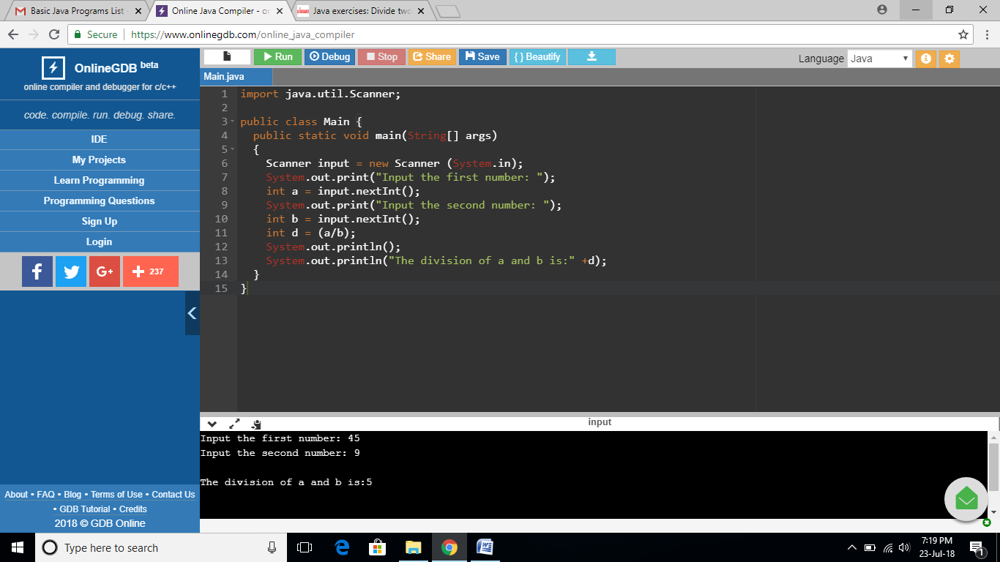 Basic Java Programs List -
Online Java Compiler - o
Java exercises: Divide tw
Secure https://www.onlinegdb.com/online_java_compiler
OnlineGDB beta
online compiler and debugger for c/c++
code. compile. run. debug. share.
IDE
My Projects
Learn Programming
Programming Questions
Sign Up
Login
f G+ + 237
About • FAQ • Blog • Terms of Use • Contact Us
• GDB Tutorial • Credits
2018 © GDB Online
Run Debug Stop Share Save { } Beautify
Language Java
Main.java
1 import java.util.Scanner;
2
3 public class Main {
4 public static void main(String[] args)
5 {
6 Scanner input = new Scanner (System.in);
7 System.out.print("Input the first number: ");
8 int a = input.nextInt();
9 System.out.print("Input the second number: ");
10 int b = input.nextInt();
11 int d = (a/b);
12 System.out.println();
13 System.out.println("The division of a and b is:" +d);
14 }
15 }
input
Input the first number: 45
Input the second number: 9
The division of a and b is:5
Type here to search
7:19 PM
23-Jul-18
1